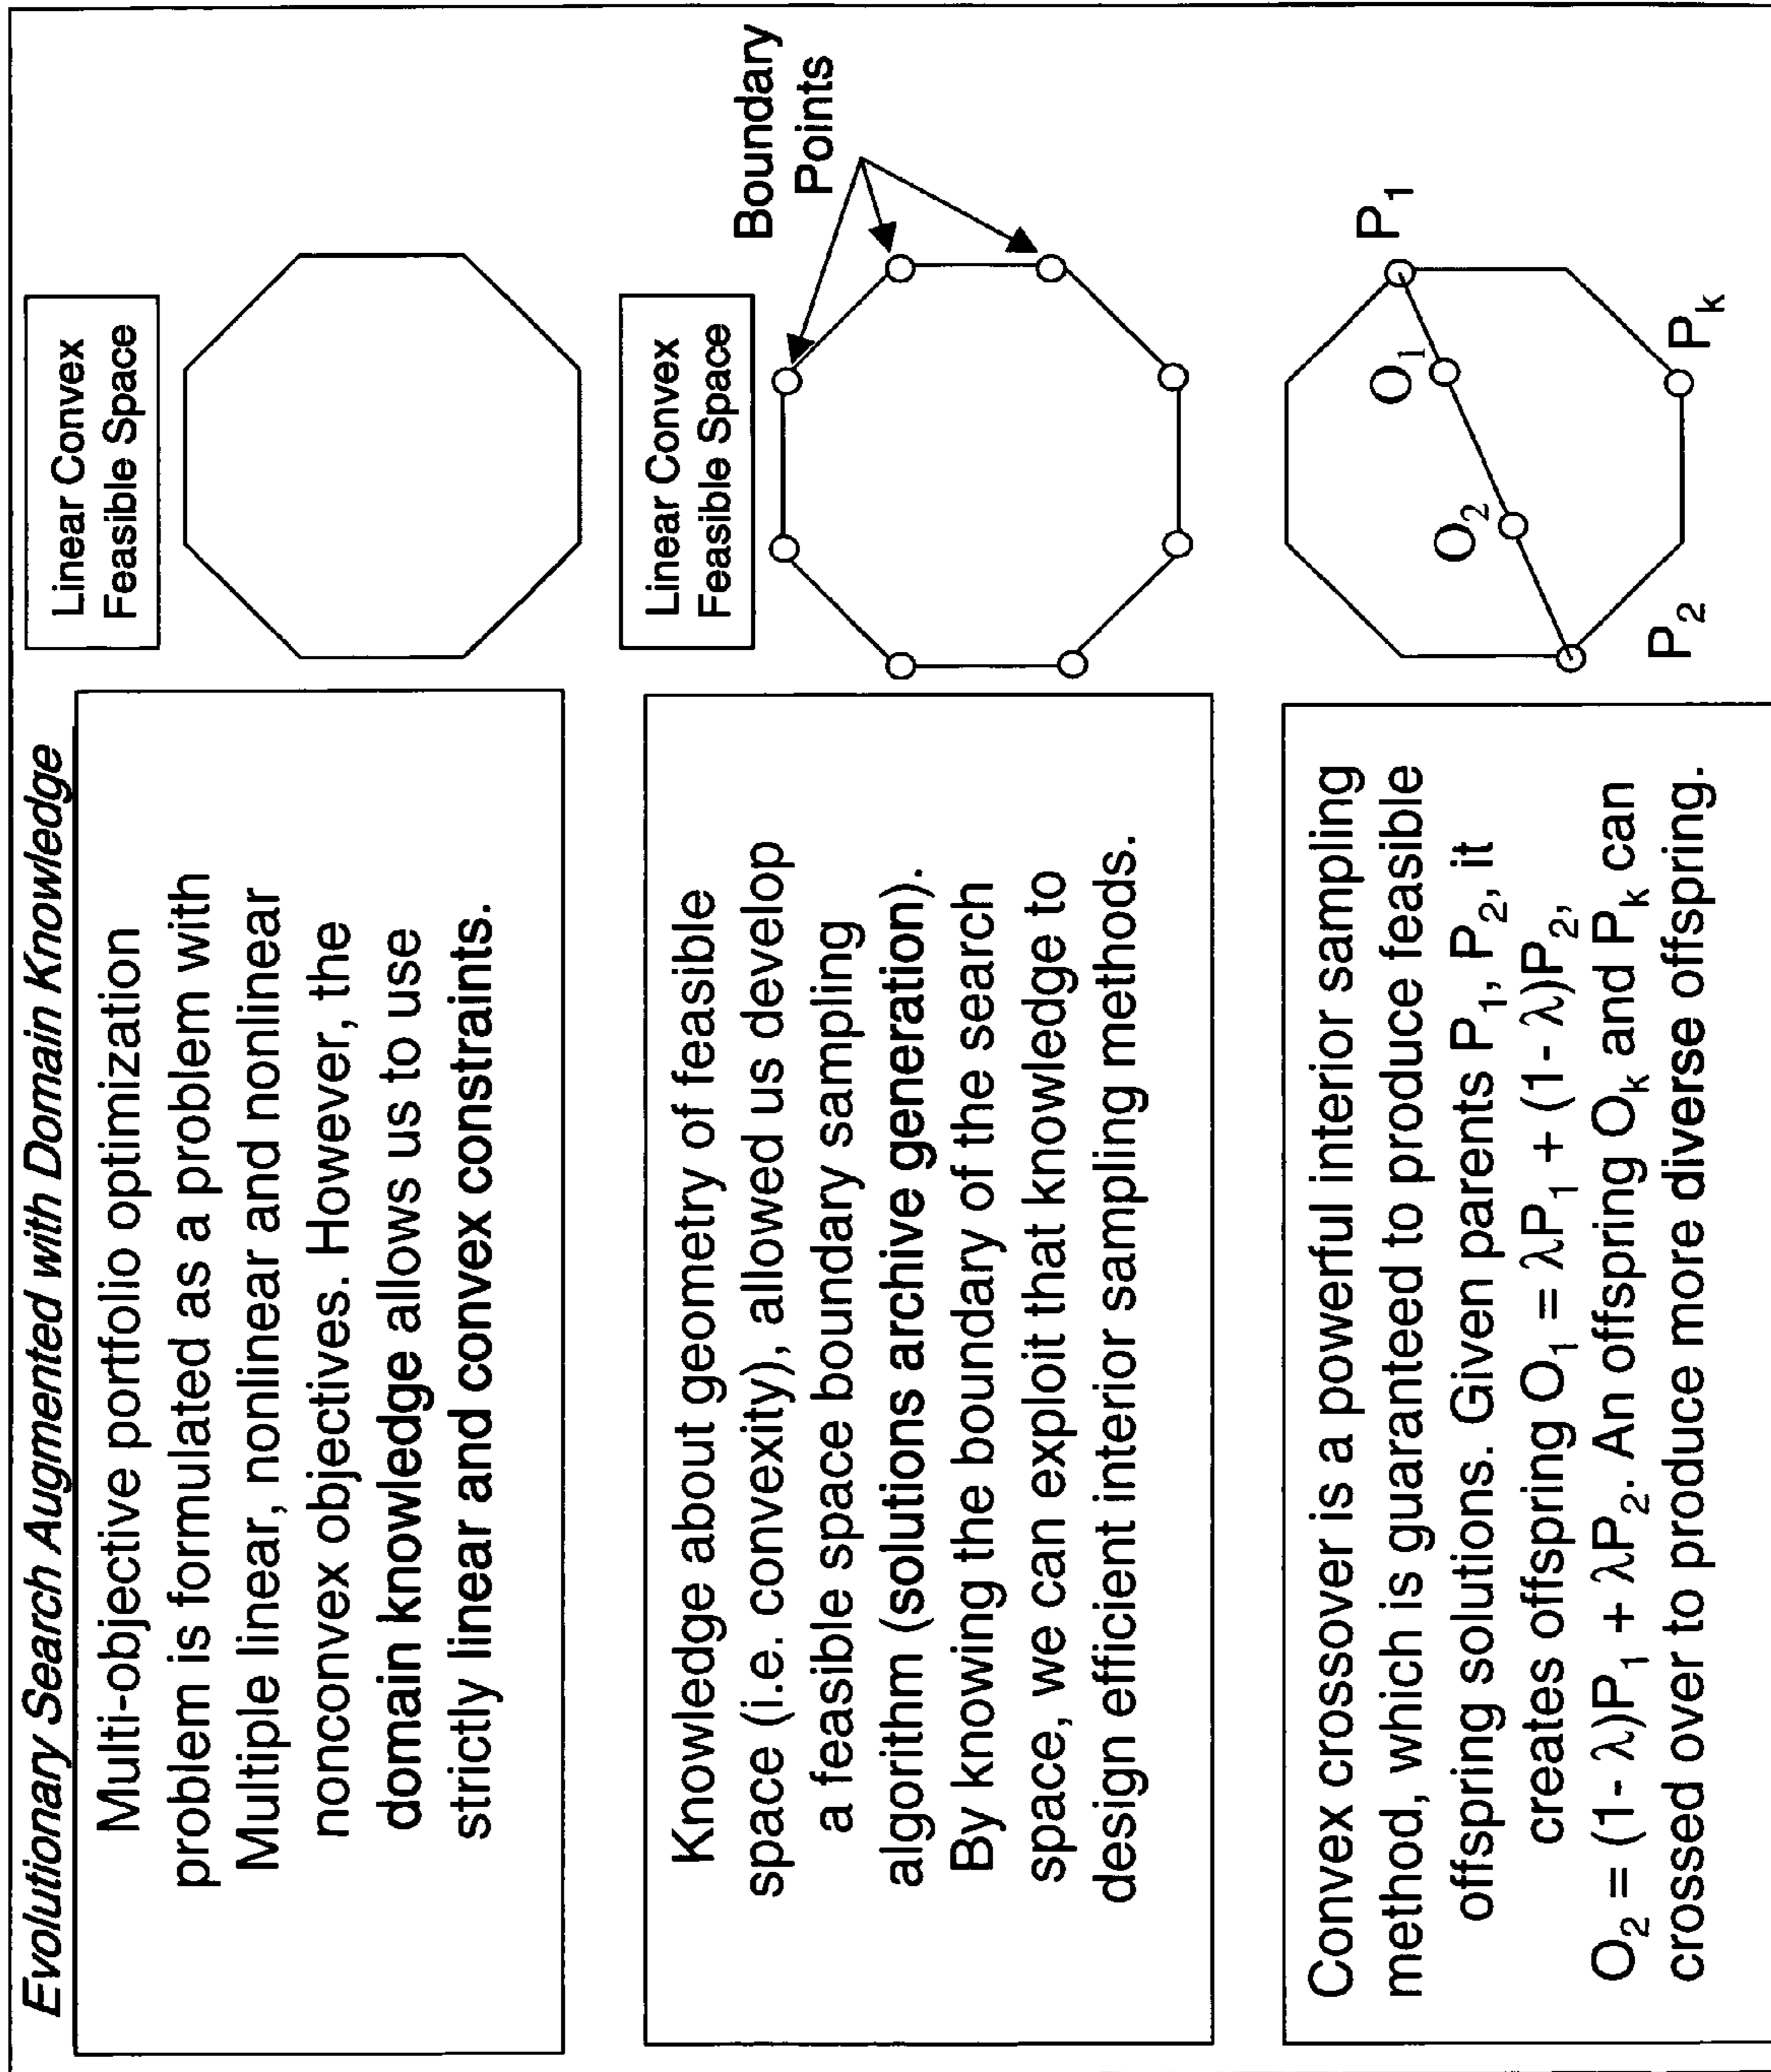 Evolutionary Search Augmented with Domain Knowledge
Multi-objective portfolio optimization
problem is formulated as a problem with
Multiple linear, nonlinear and nonlinear
nonconvex objectives. However, the
domain knowledge allows us to use
strictly linear and convex constraints.
Linear Convex
Feasible Space
Knowledge about geometry of feasible
space (i.e. convexity), allowed us develop
a feasible space boundary sampling
algorithm (solutions archive generation).
By knowing the boundary of the search
space, we can exploit that knowledge to
design efficient interior sampling methods.
Linear Convex
Feasible Space
Boundary
Points
Convex crossover is a powerful interior sampling
method, which is guaranteed to produce feasible
offspring solutions. Given parents P₁, P₂, it
creates offspring O₁ = λP₁ + (1- λ)P₂,
O₂ = (1- λ)P₁ + λP₂. An offspring Oₖ and Pₖ can
crossed over to produce more diverse offspring.
P₁
O₁
O₂
P₂
Pₖ